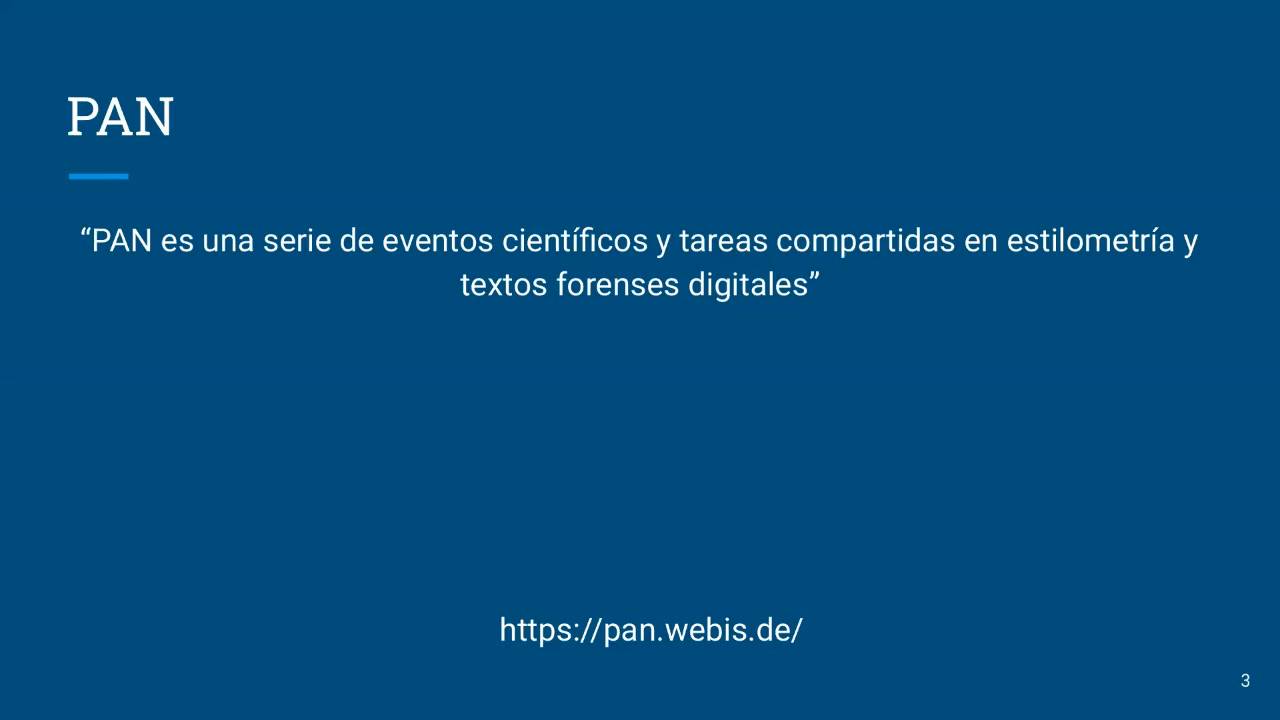 PAN
“PAN es una serie de eventos científicos y tareas compartidas en estilometría y
textos forenses digitales”
https://pan.webis.de/
3